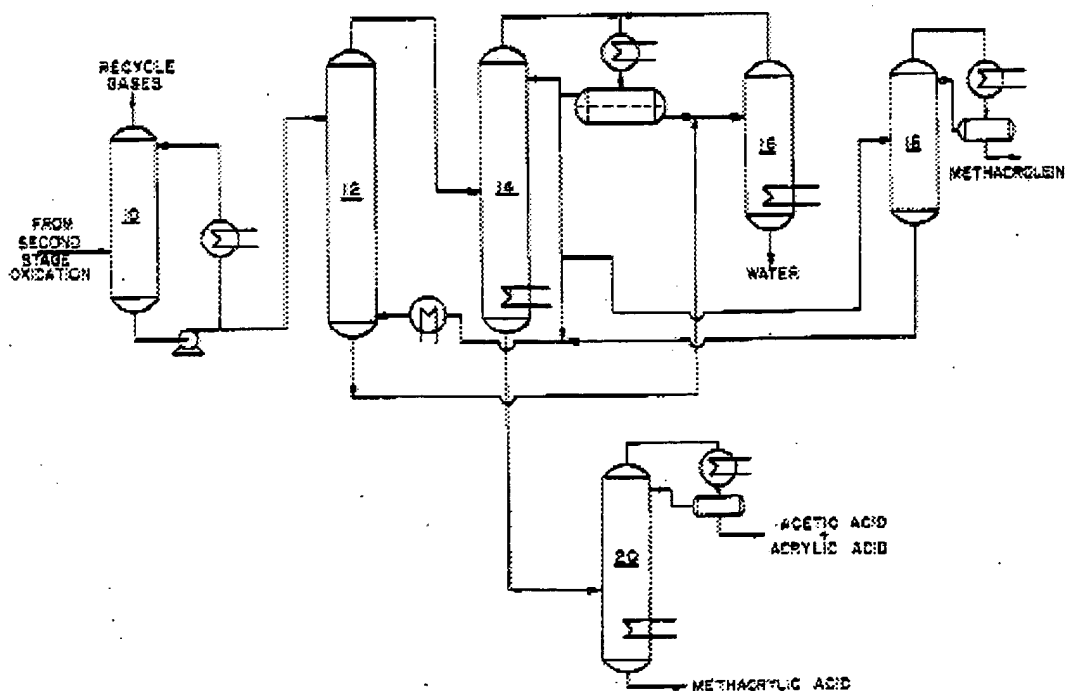 RECYCLE
GASES
10
FROM
SECOND
STAGE
OXIDATION
12
14
16
WATER
18
METHACROLEIN
20
ACETIC ACID
+
ACRYLIC ACID
METHACRYLIC ACID